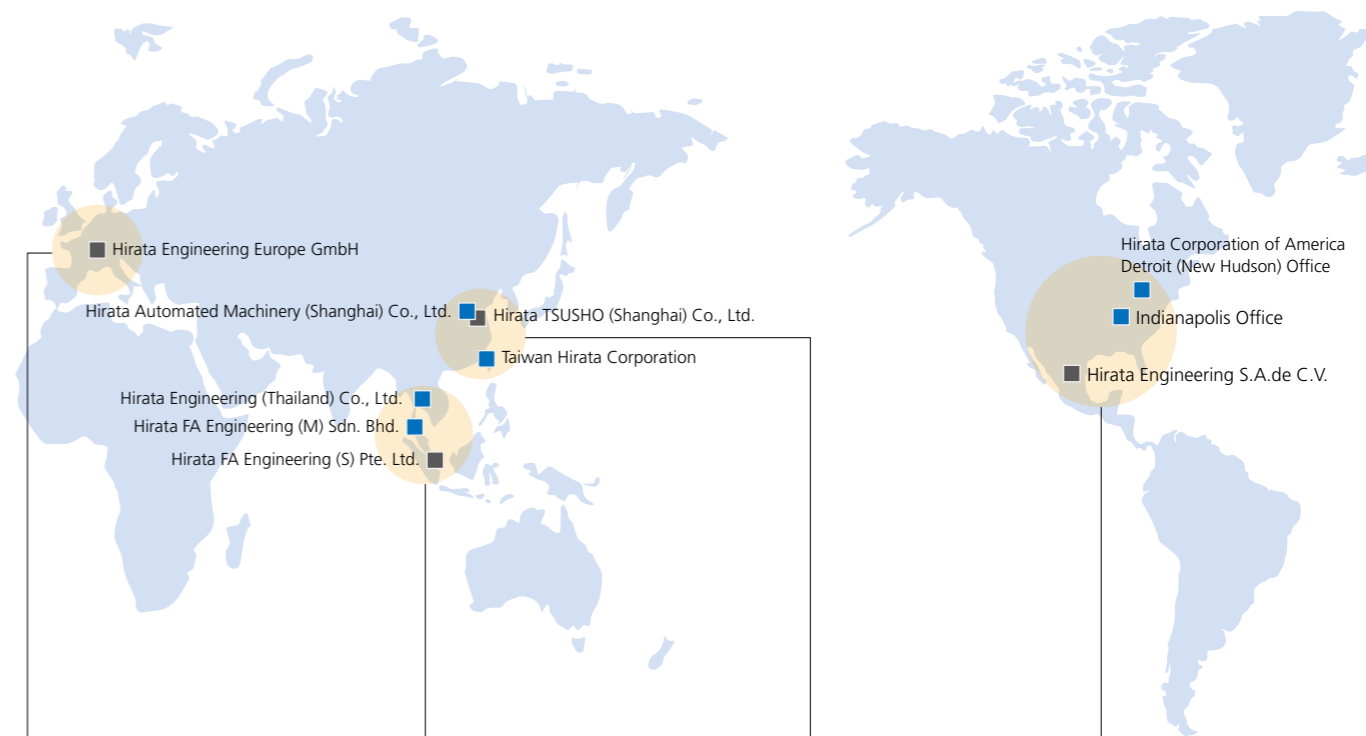 Hirata Engineering Europe GmbH
Hirata Automated Machinery (Shanghai) Co., Ltd.
Hirata TSUSHO (Shanghai) Co., Ltd.
Taiwan Hirata Corporation
Hirata Engineering (Thailand) Co., Ltd.
Hirata FA Engineering (M) Sdn. Bhd.
Hirata FA Engineering (S) Pte. Ltd.
Hirata Corporation of America
Detroit (New Hudson) Office
Indianapolis Office
Hirata Engineering S.A.de C.V.